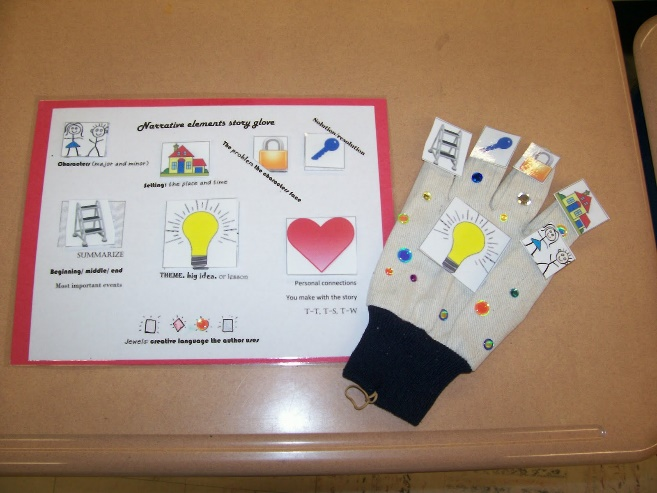 Narrative elements story glove
Characters (major and minor)
Setting: the place and time
The problem the characters face
Solution/resolution
SUMMARIZE
Beginning/ middle/ end
Most important events
THEME. big idea. or lesson
Personal connections
You make with the story
T-T, T-S, T-W
Jewels: creative language the author uses